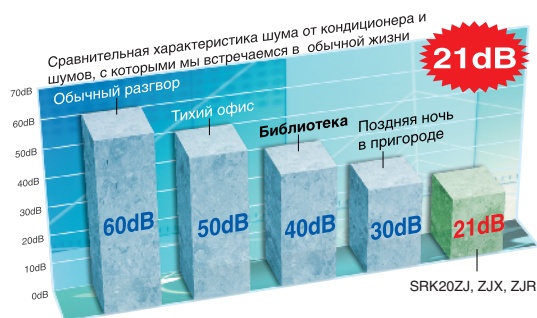 Сравнительная характеристика шума от кондиционера и
шумов, с которыми мы встречаемся в обычной жизни
21dB
70dB
60dB
50dB
40dB
30dB
20dB
10dB
0dB
Обычный разгвор
Тихий офис
Библиотека
Поздняя ночь
в пригороде
60dB
50dB
40dB
30dB
21dB
SRK20ZJ, ZJX, ZJR